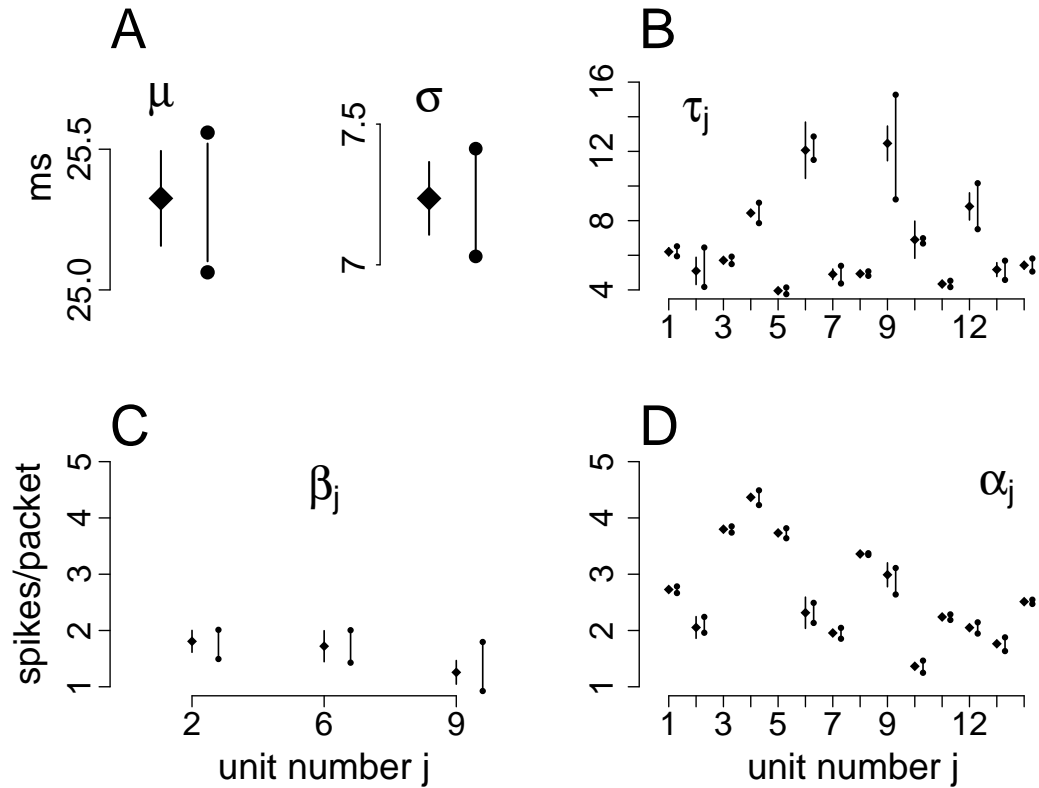 A
B
μ
σ
τj
ms
25.0 25.5
7 7.5
4 8 12 16
1 3 5 7 9 12
C
D
βj
αj
spikes/packet
1 2 3 4 5
1 2 3 4 5
2 6 9
1 3 5 7 9 12
unit number j
unit number j